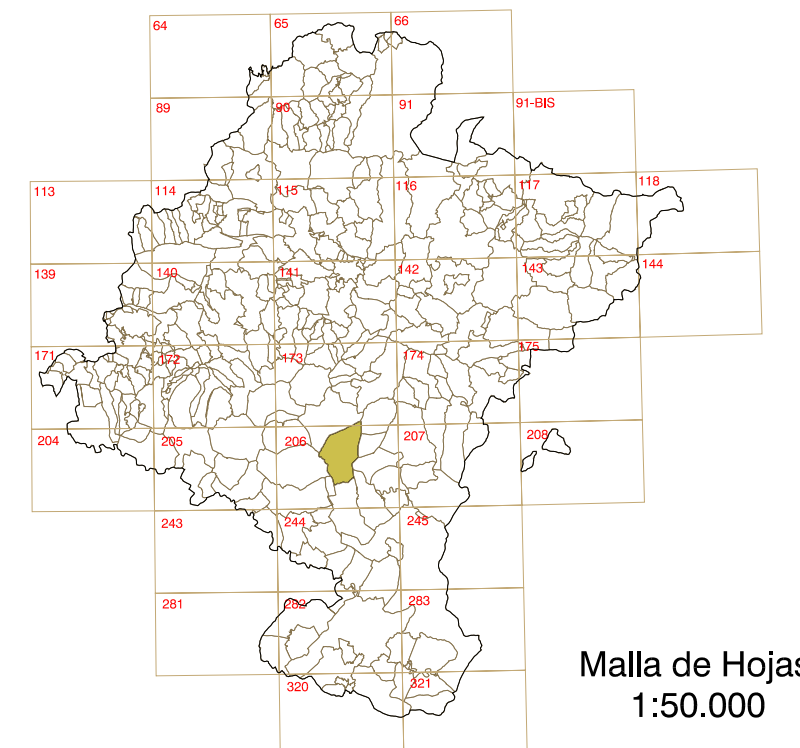 64 65 66
89 90 91 91-BIS
113 114 115 116 117 118
139 140 141 142 143 144
171 172 173 174 175
204 205 206 207 208
243 244 245
281 282 283
320 321
Malla de Hojas
1:50.000